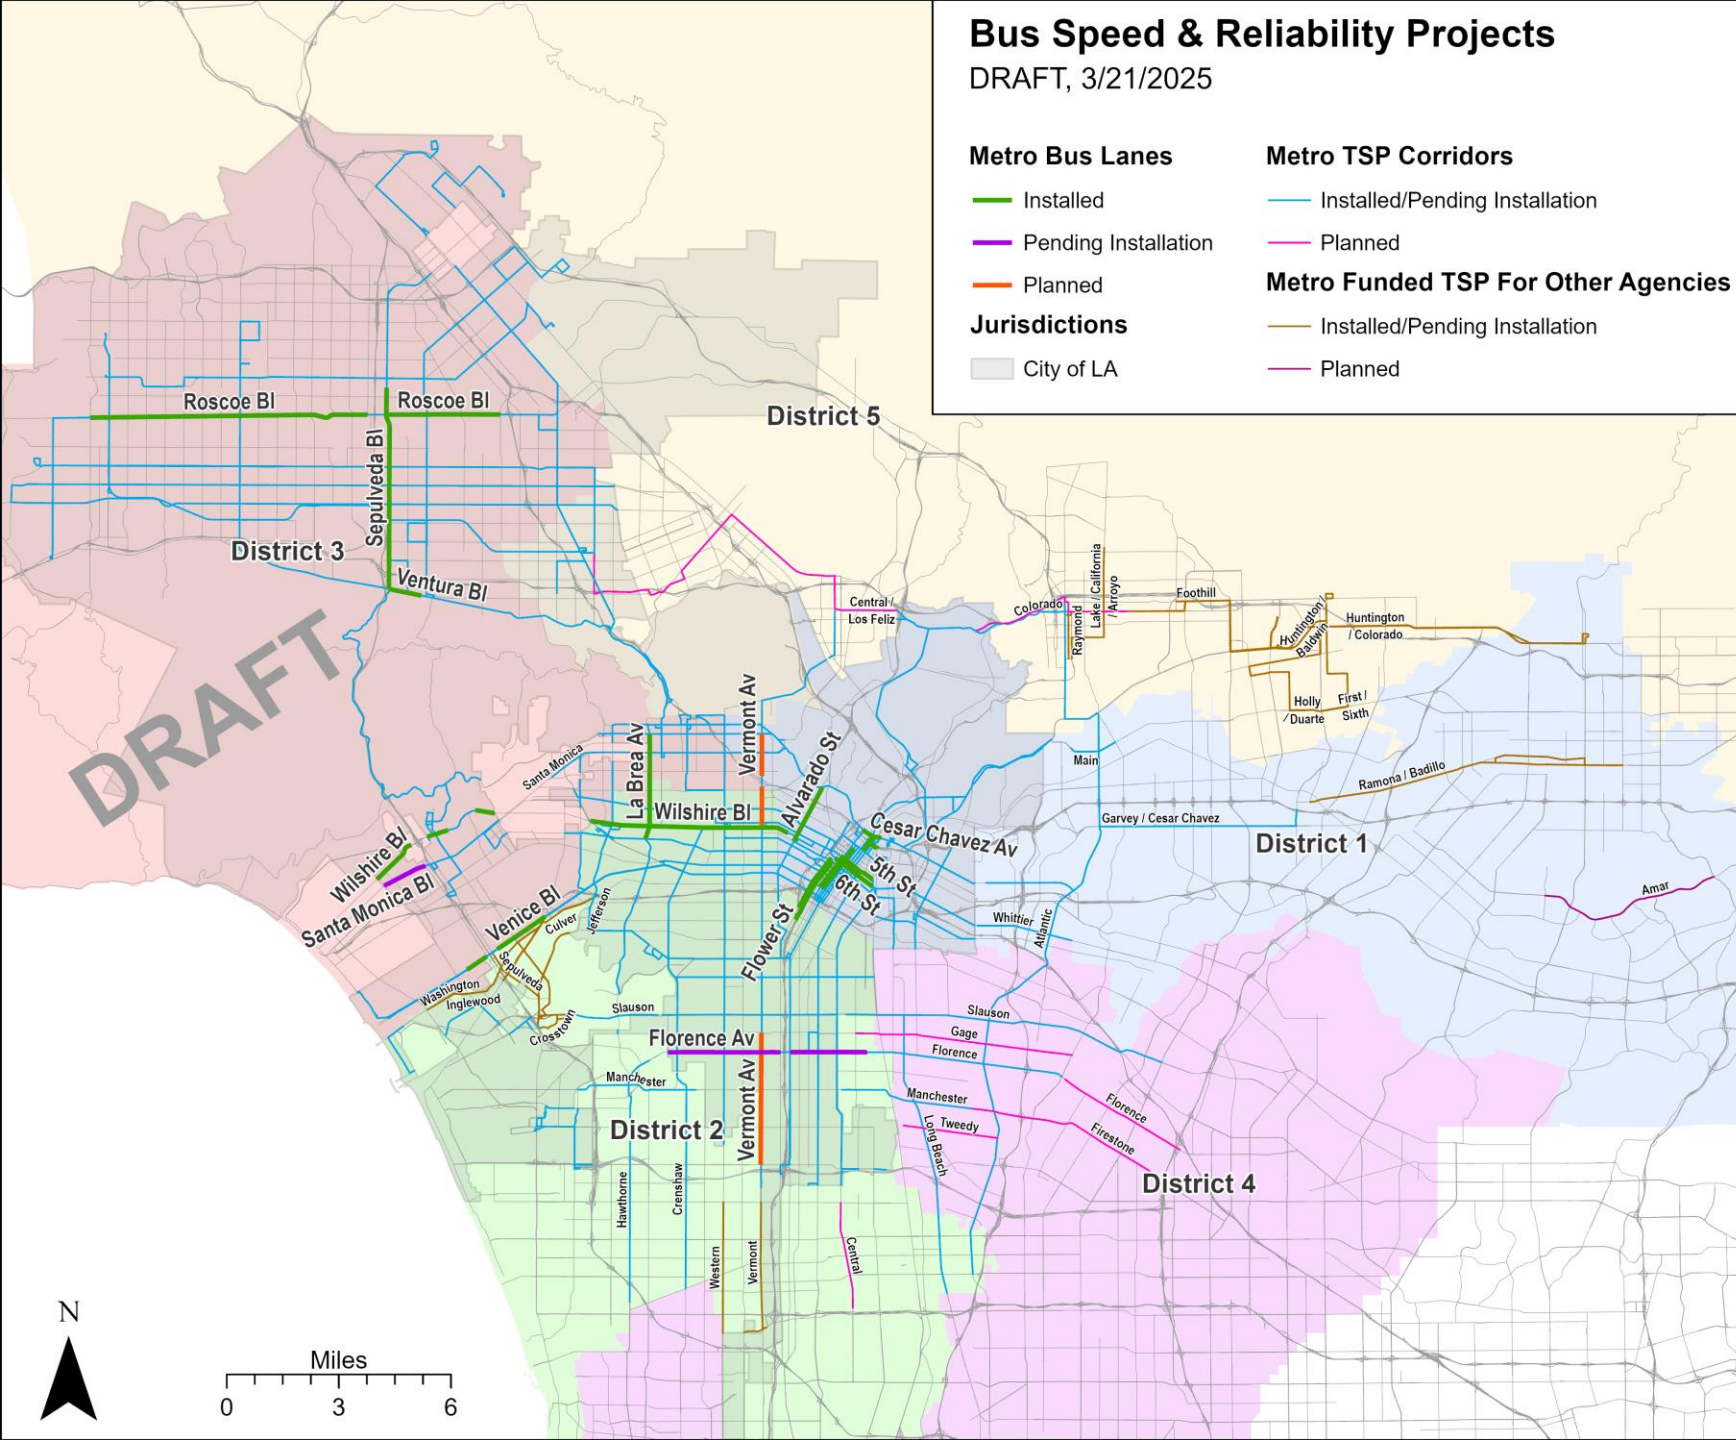 Bus Speed & Reliability Projects
DRAFT, 3/21/2025
Metro Bus Lanes
Installed
Pending Installation
Planned
Jurisdictions
City of LA
Metro TSP Corridors
Installed/Pending Installation
Planned
Metro Funded TSP For Other Agencies
Installed/Pending Installation
Planned
Roscoe Bl
Roscoe Bl
District 5
Sepulveda Bl
District 3
Ventura Bl
DRAFT
Central /
Los Feliz
Colorado
Raymond
Lake / California
/ Arroyo
Foothill
Huntington /
Baldwin
Huntington
/ Colorado
Holly
/ Duarte
First /
Sixth
Santa Monica
La Brea Av
Vermont Av
Alvarado St
Wilshire Bl
Main
Ramona / Badillo
Garvey / Cesar Chavez
Cesar Chavez Av
District 1
Wilshire Bl
Santa Monica Bl
5th St
6th St
Flower St
Venice Bl
Culver
Jefferson
Whittier
Atlantic
Amar
Sepulveda
Washington
Inglewood
Crosstown
Slauson
Slauson
Florence Av
Gage
Florence
Manchester
Vermont Av
Manchester
Florence
Tweedy
Firestone
Long Beach
District 2
District 4
Hawthorne
Crenshaw
Western
Vermont
Central
N
Miles
0 3 6